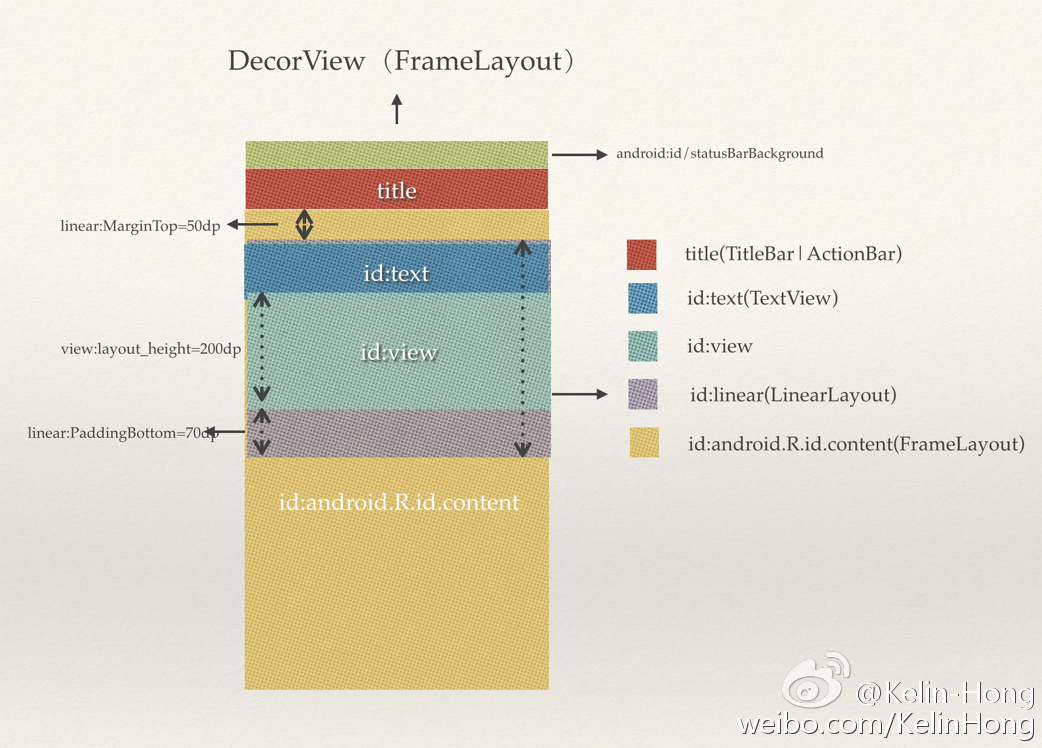 DecorView（FrameLayout）
android:id/statusBarBackground
title
linear:MarginTop=50dp
id:text
view:layout_height=200dp
id:view
linear:PaddingBottom=70dp
id:android.R.id.content
title(TitleBar|ActionBar)
id:text(TextView)
id:view
id:linear(LinearLayout)
id:android.R.id.content(FrameLayout)
@Kelin-Hong
weibo.com/KelinHong